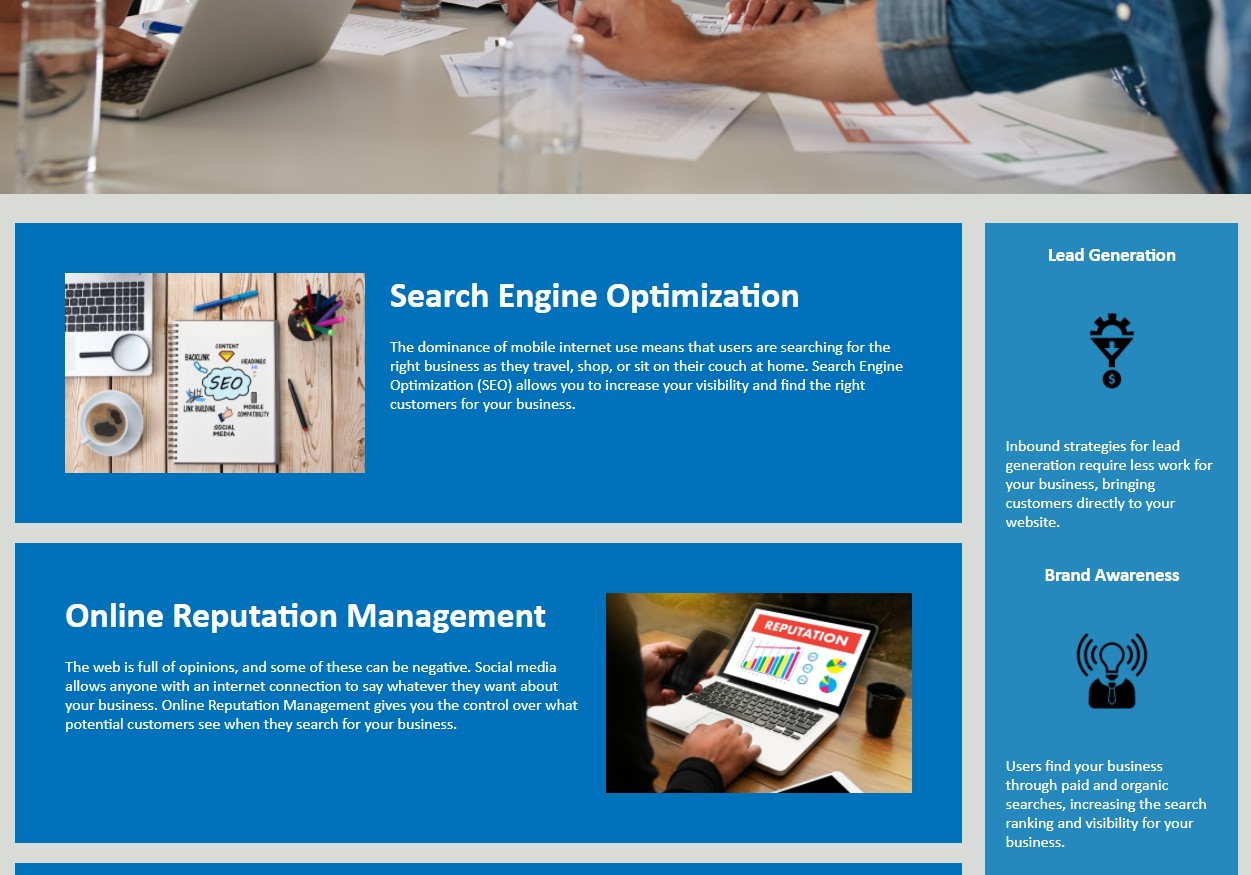 Search Engine Optimization
The dominance of mobile internet use means that users are searching for the
right business as they travel, shop, or sit on their couch at home. Search Engine
Optimization (SEO) allows you to increase your visibility and find the right
customers for your business.
CONTENT
BACKLINK
HEADINGS
SEO
LINK BUILDING
MOBILE
COMPATIBILITY
SOCIAL
MEDIA
Online Reputation Management
The web is full of opinions, and some of these can be negative. Social media
allows anyone with an internet connection to say whatever they want about
your business. Online Reputation Management gives you the control over what
potential customers see when they search for your business.
REPUTATION
Lead Generation
$
Inbound strategies for lead
generation require less work for
your business, bringing
customers directly to your
website.
Brand Awareness
Users find your business
through paid and organic
searches, increasing the search
ranking and visibility for your
business.